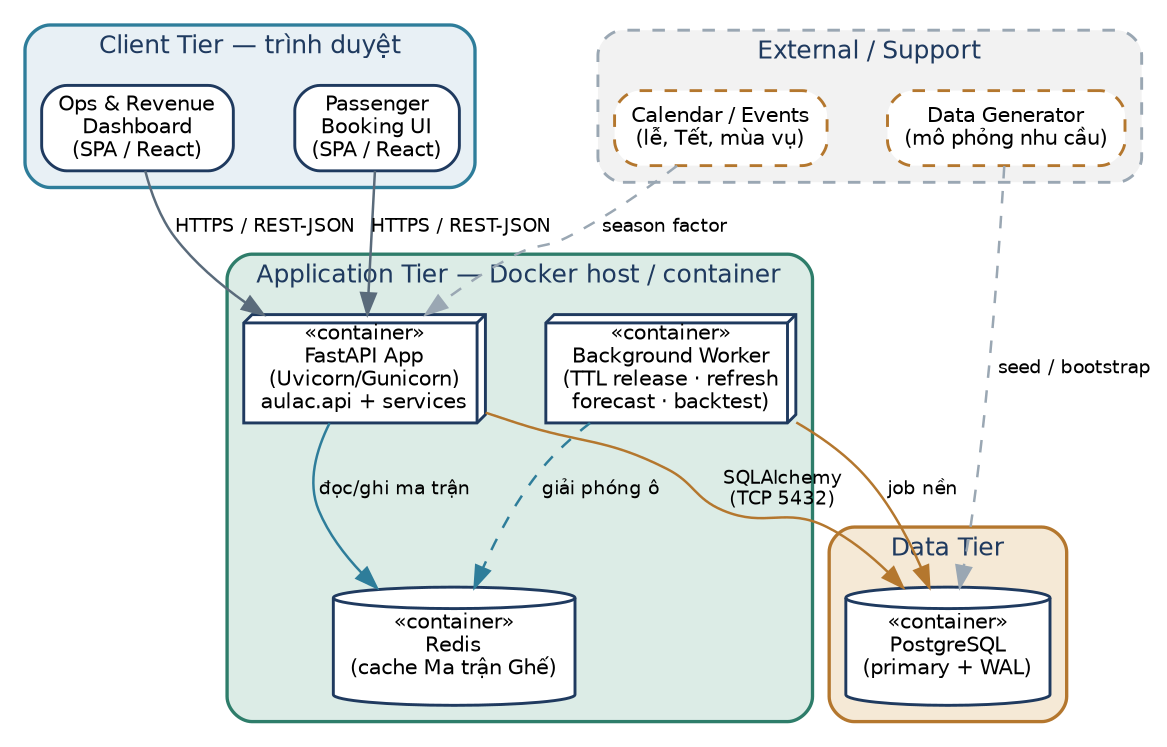 Client Tier — trình duyệt
Ops & Revenue
Dashboard
(SPA / React)
Passenger
Booking UI
(SPA / React)
External / Support
Calendar / Events
(lễ, Tết, mùa vụ)
Data Generator
(mô phỏng nhu cầu)
HTTPS / REST-JSON
HTTPS / REST-JSON
season factor
Application Tier — Docker host / container
«container»
FastAPI App
(Uvicorn/Gunicorn)
aulac.api + services
«container»
Background Worker
(TTL release · refresh
forecast · backtest)
seed / bootstrap
đọc/ghi ma trận
giải phóng ô
SQLAlchemy
(TCP 5432)
job nền
Data Tier
«container»
Redis
(cache Ma trận Ghế)
«container»
PostgreSQL
(primary + WAL)